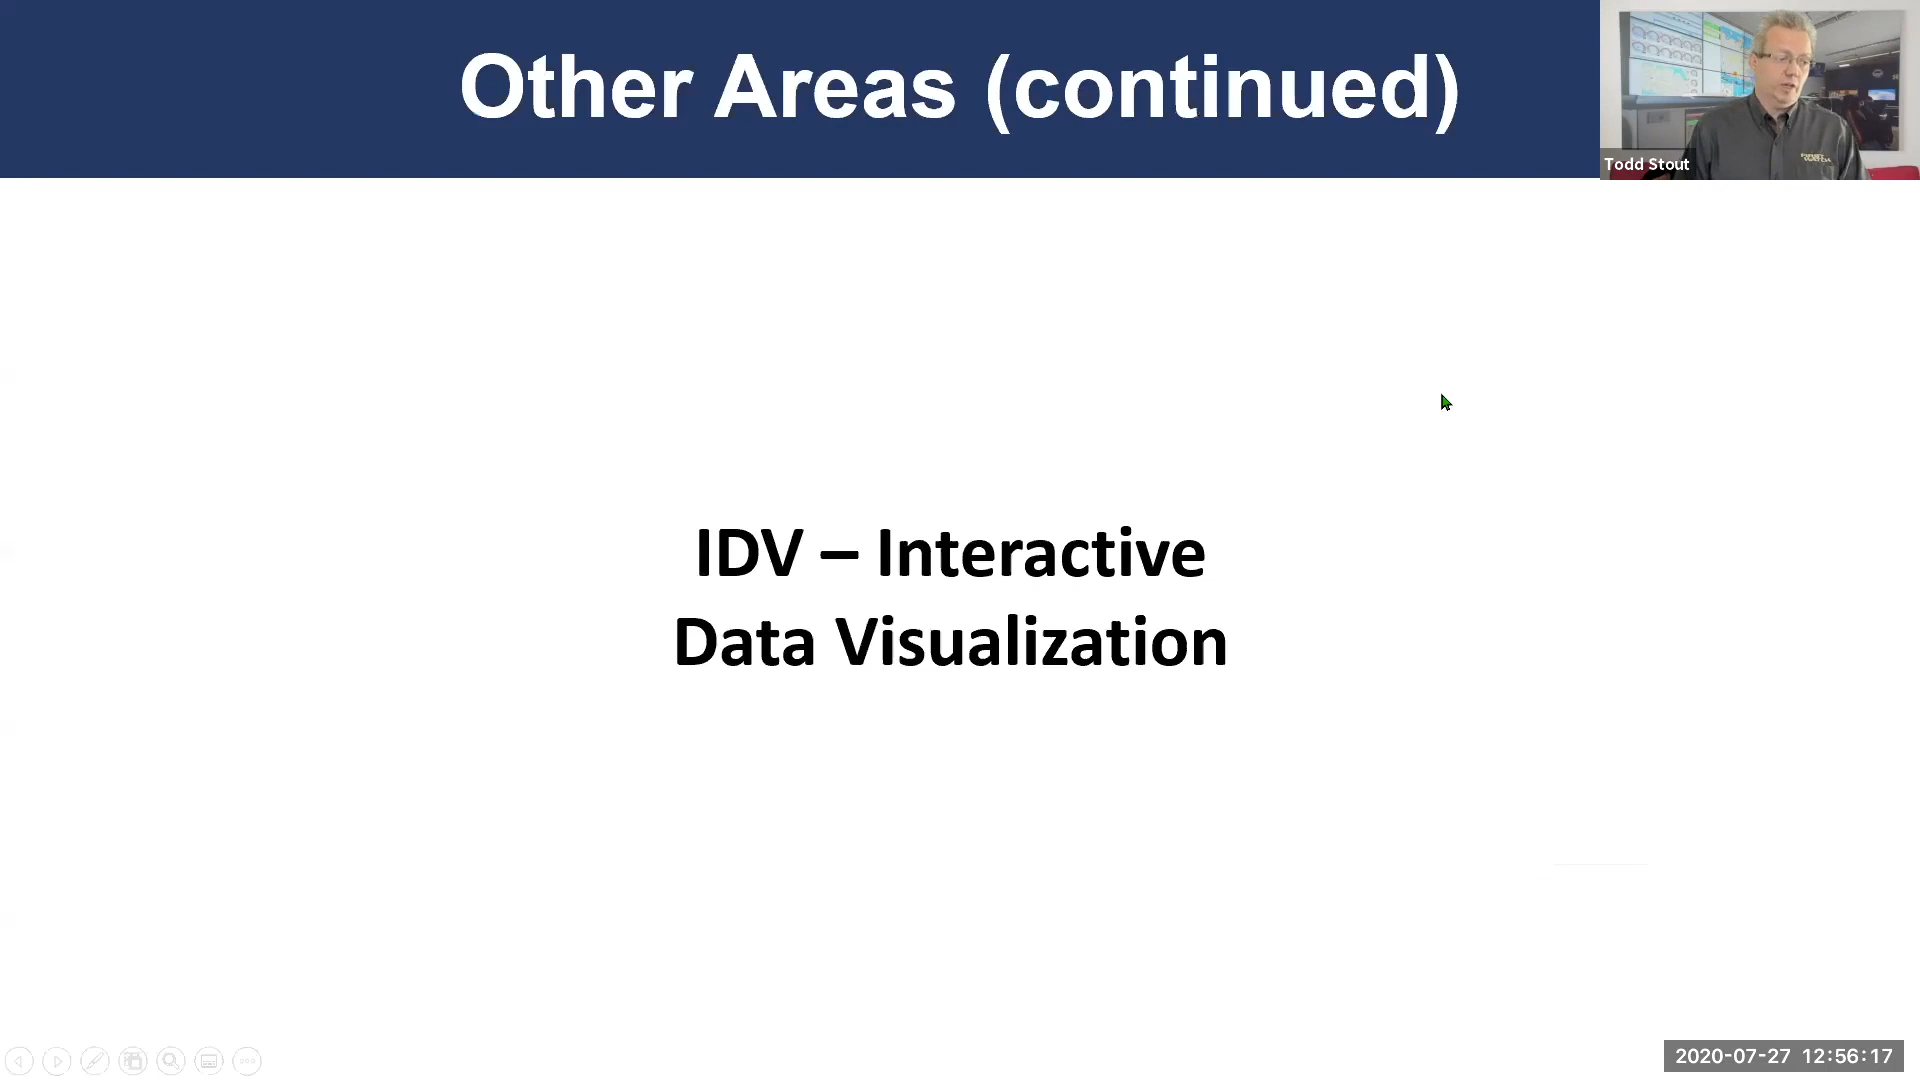 Other Areas (continued)
Todd Stout
IDV – Interactive
Data Visualization
2020-07-27 12:56:17